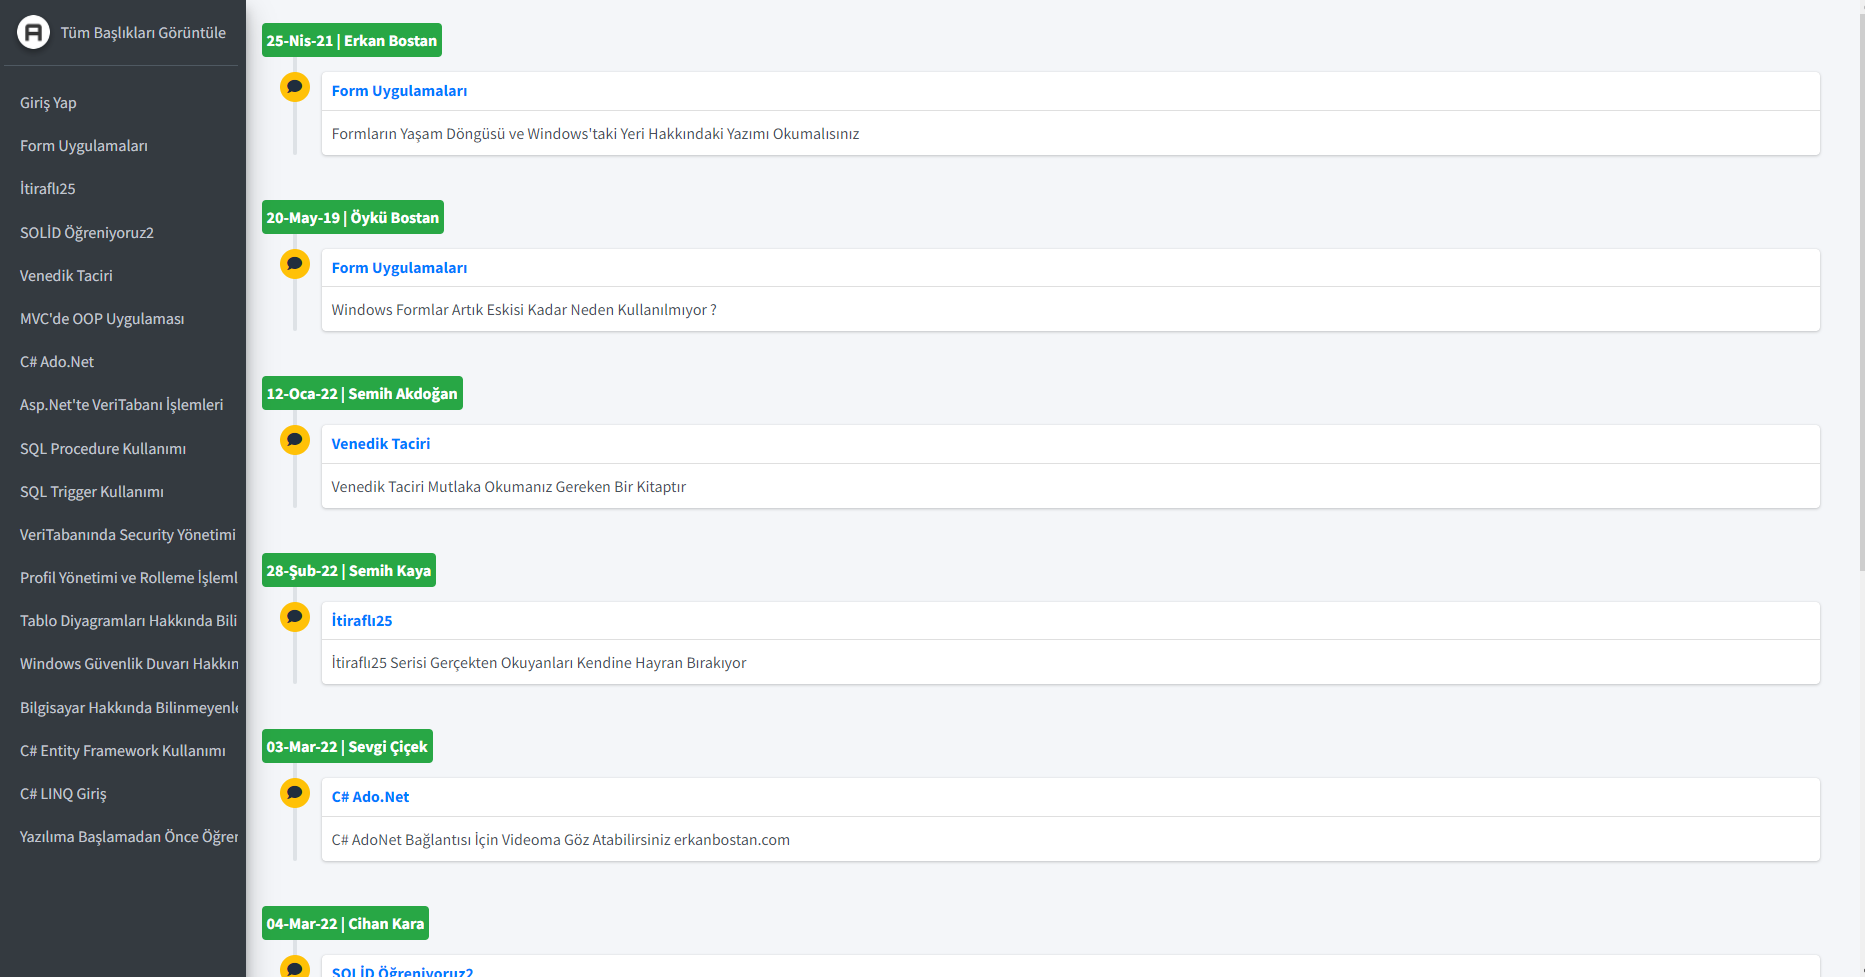 Tüm Başlıkları Görüntüle
Giriş Yap
Form Uygulamaları
İtiraflı25
SOLİD Öğreniyoruz2
Venedik Taciri
MVC'de OOP Uygulaması
C# Ado.Net
Asp.Net'te VeriTabanı İşlemleri
SQL Procedure Kullanımı
SQL Trigger Kullanımı
VeriTabanında Security Yönetimi
Profil Yönetimi ve Rolleme İşleml
Tablo Diyagramları Hakkında Bili
Windows Güvenlik Duvarı Hakkın
Bilgisayar Hakkında Bilinmeyenle
C# Entity Framework Kullanımı
C# LINQ Giriş
Yazılıma Başlamadan Önce Öğren
25-Nis-21 | Erkan Bostan
Form Uygulamaları
Formların Yaşam Döngüsü ve Windows'taki Yeri Hakkındaki Yazımı Okumalısınız
20-May-19 | Öykü Bostan
Form Uygulamaları
Windows Formlar Artık Eskisi Kadar Neden Kullanılmıyor ?
12-Oca-22 | Semih Akdoğan
Venedik Taciri
Venedik Taciri Mutlaka Okumanız Gereken Bir Kitaptır
28-Şub-22 | Semih Kaya
İtiraflı25
İtiraflı25 Serisi Gerçekten Okuyanları Kendine Hayran Bırakıyor
03-Mar-22 | Sevgi Çiçek
C# Ado.Net
C# AdoNet Bağlantısı İçin Videoma Göz Atabilirsiniz erkanbostan.com
04-Mar-22 | Cihan Kara
SOLİD Öğreniyoruz2